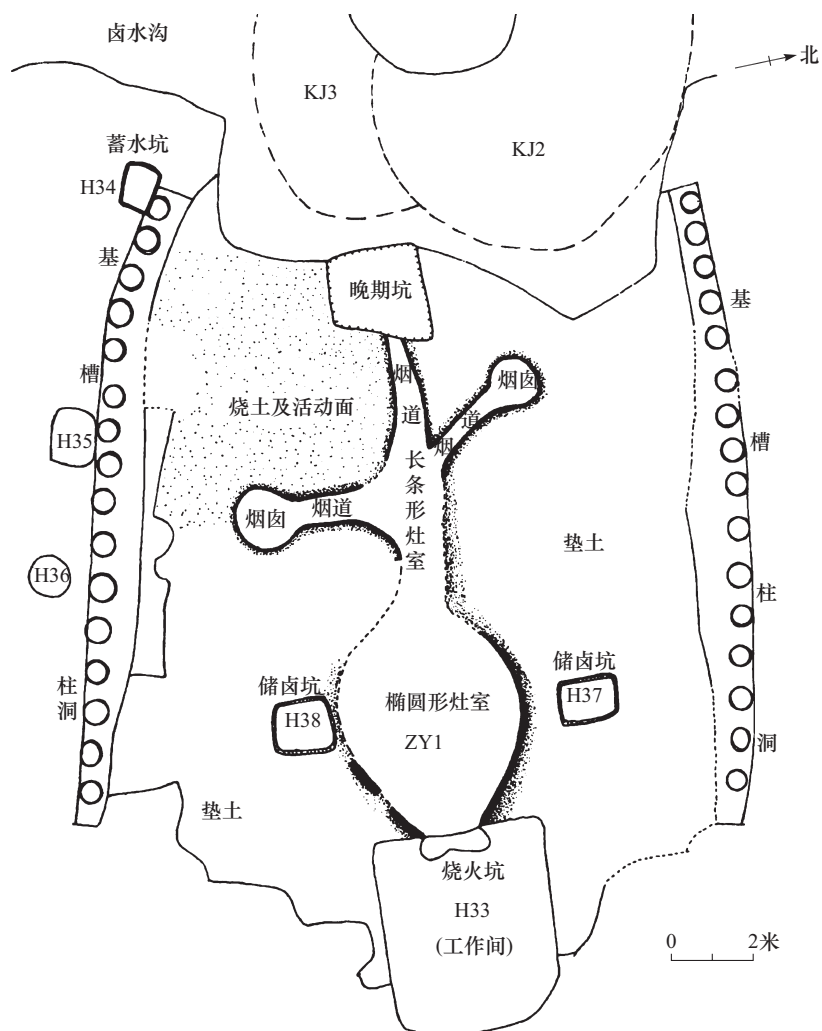 卤水沟
北
KJ3
KJ2
蓄水坑
H34
基槽
柱洞
基槽
柱洞
晚期坑
烟道
烟囱
烟道
烧土及活动面
H35
长条形灶室
烟囱
烟道
垫土
H36
储卤坑
H38
储卤坑
H37
椭圆形灶室
ZY1
垫土
烧火坑
H33
(工作间)
0 2米